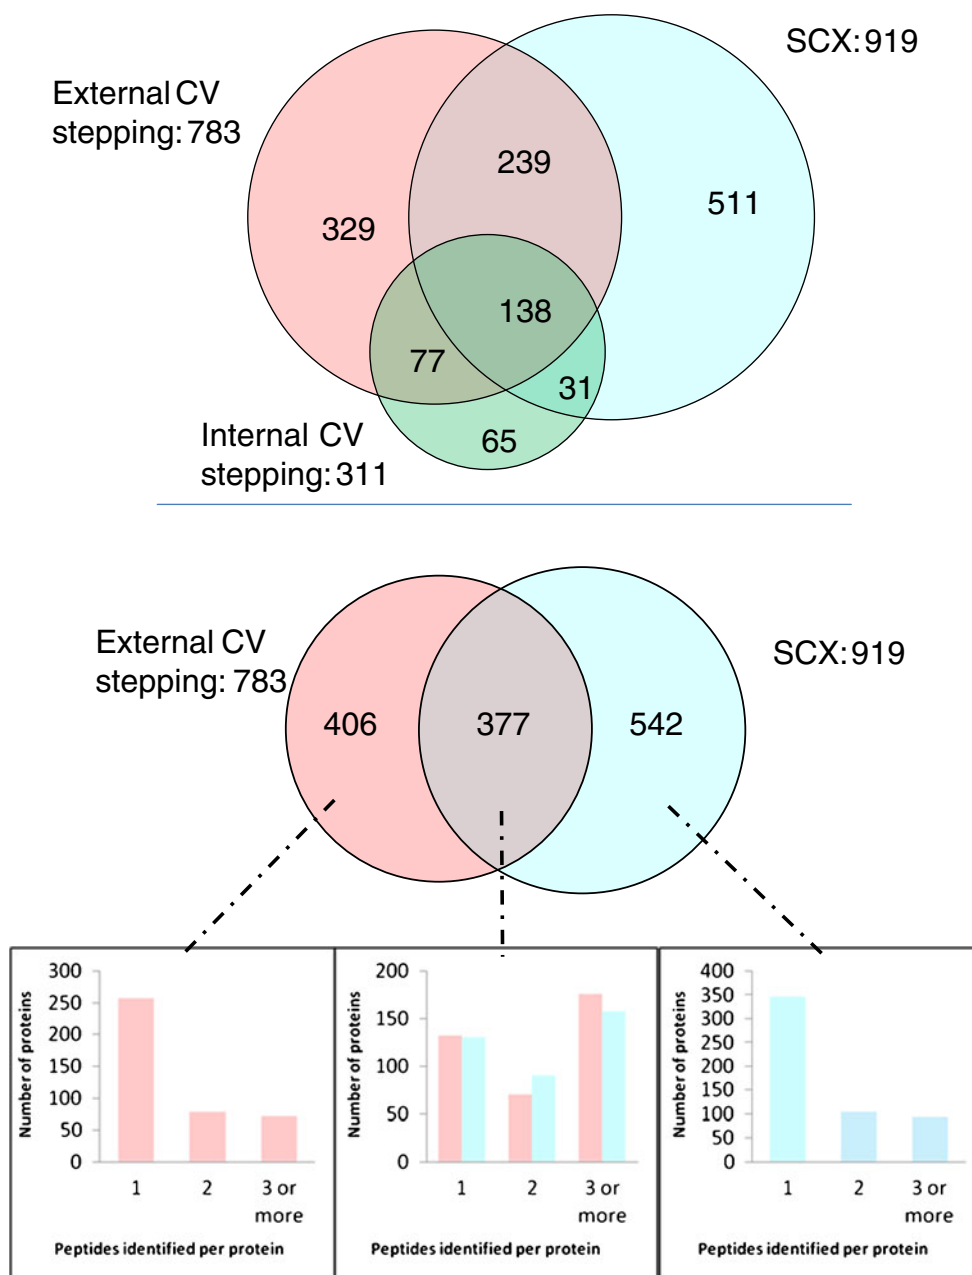 SCX: 919
External CV
stepping: 783
239
511
329
138
77
31
Internal CV
stepping: 311
65
External CV
stepping: 783
SCX: 919
406
377
542
Number of proteins
300
250
200
150
100
50
0
1
2
3 or
more
Peptides identified per protein
Number of proteins
200
150
100
50
0
1
2
3 or
more
Peptides identified per protein
Number of proteins
400
350
300
250
200
150
100
50
0
1
2
3 or
more
Peptides identified per protein